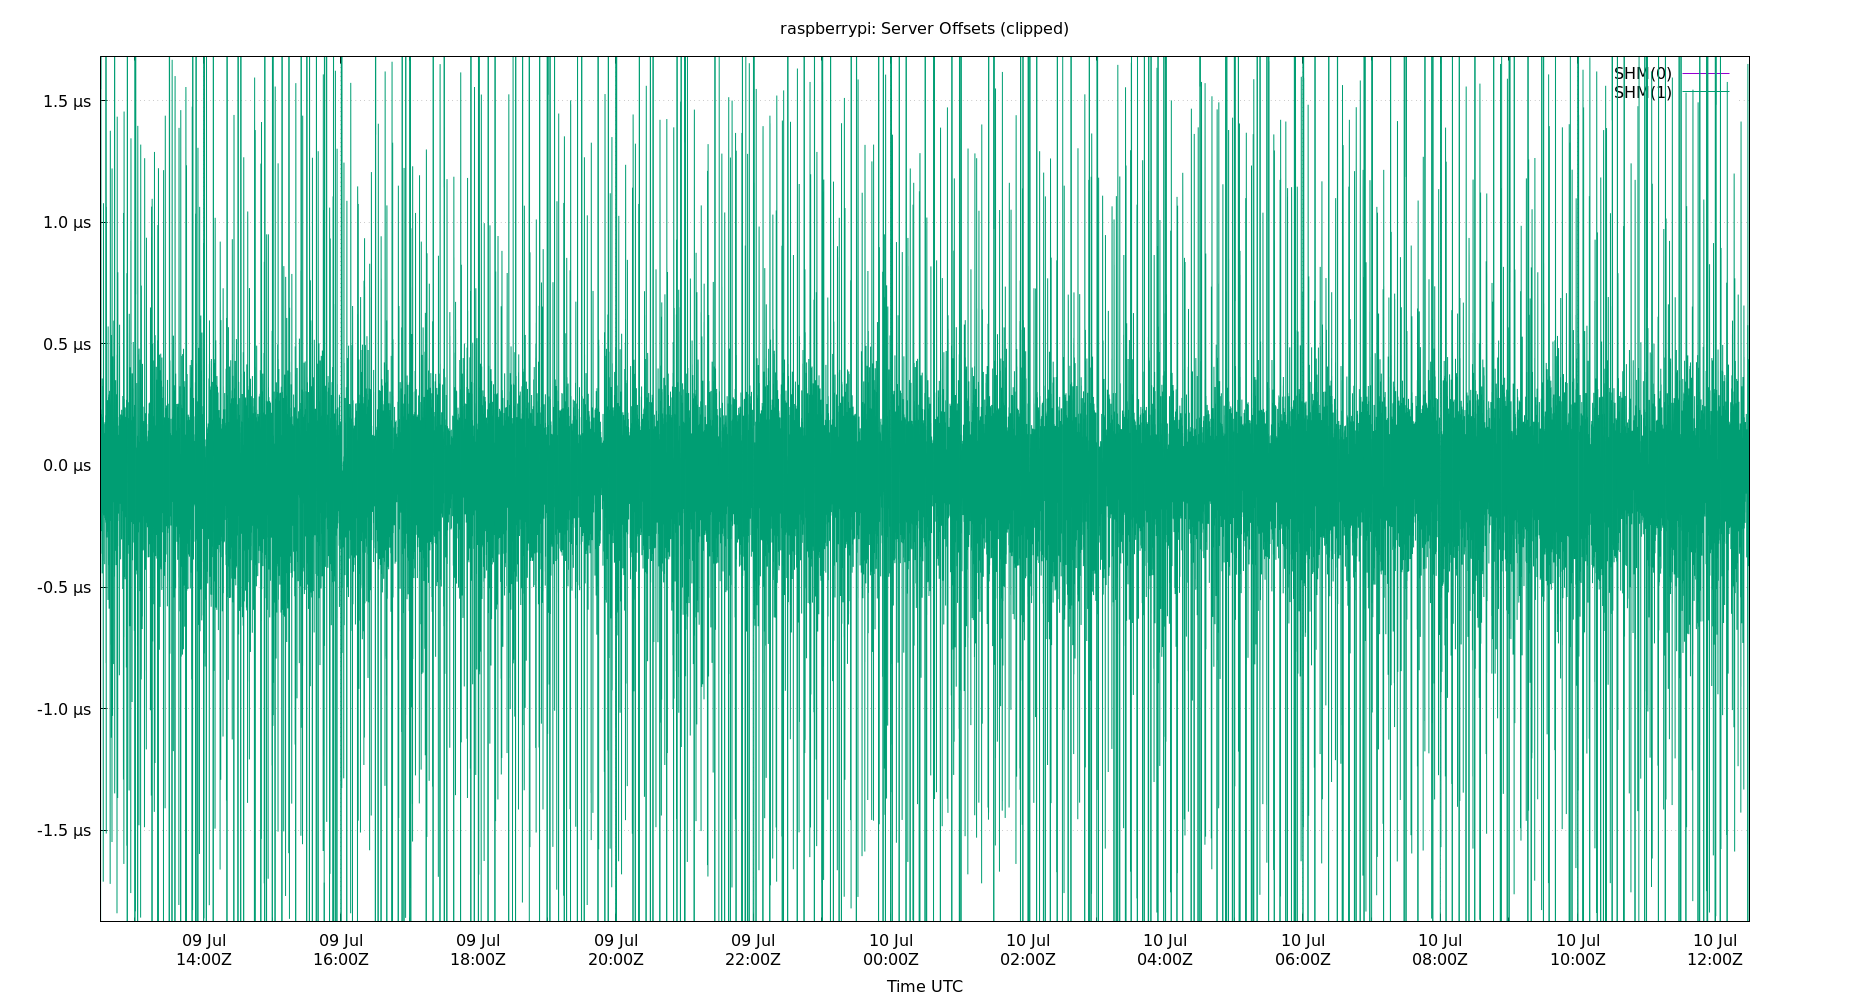 raspberrypi: Server Offsets (clipped)
SHM(0)
SHM(1)
1.5 µs
1.0 µs
0.5 µs
0.0 µs
-0.5 µs
-1.0 µs
-1.5 µs
09 Jul 09 Jul 09 Jul 09 Jul 09 Jul 10 Jul 10 Jul 10 Jul 10 Jul 10 Jul 10 Jul 10 Jul
14:00Z 16:00Z 18:00Z 20:00Z 22:00Z 00:00Z 02:00Z 04:00Z 06:00Z 08:00Z 10:00Z 12:00Z
Time UTC